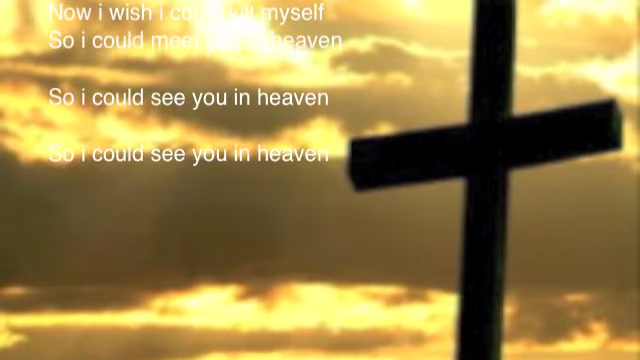 Now i wish i could kill myself
So i could meet you in heaven
So i could see you in heaven
So i could see you in heaven